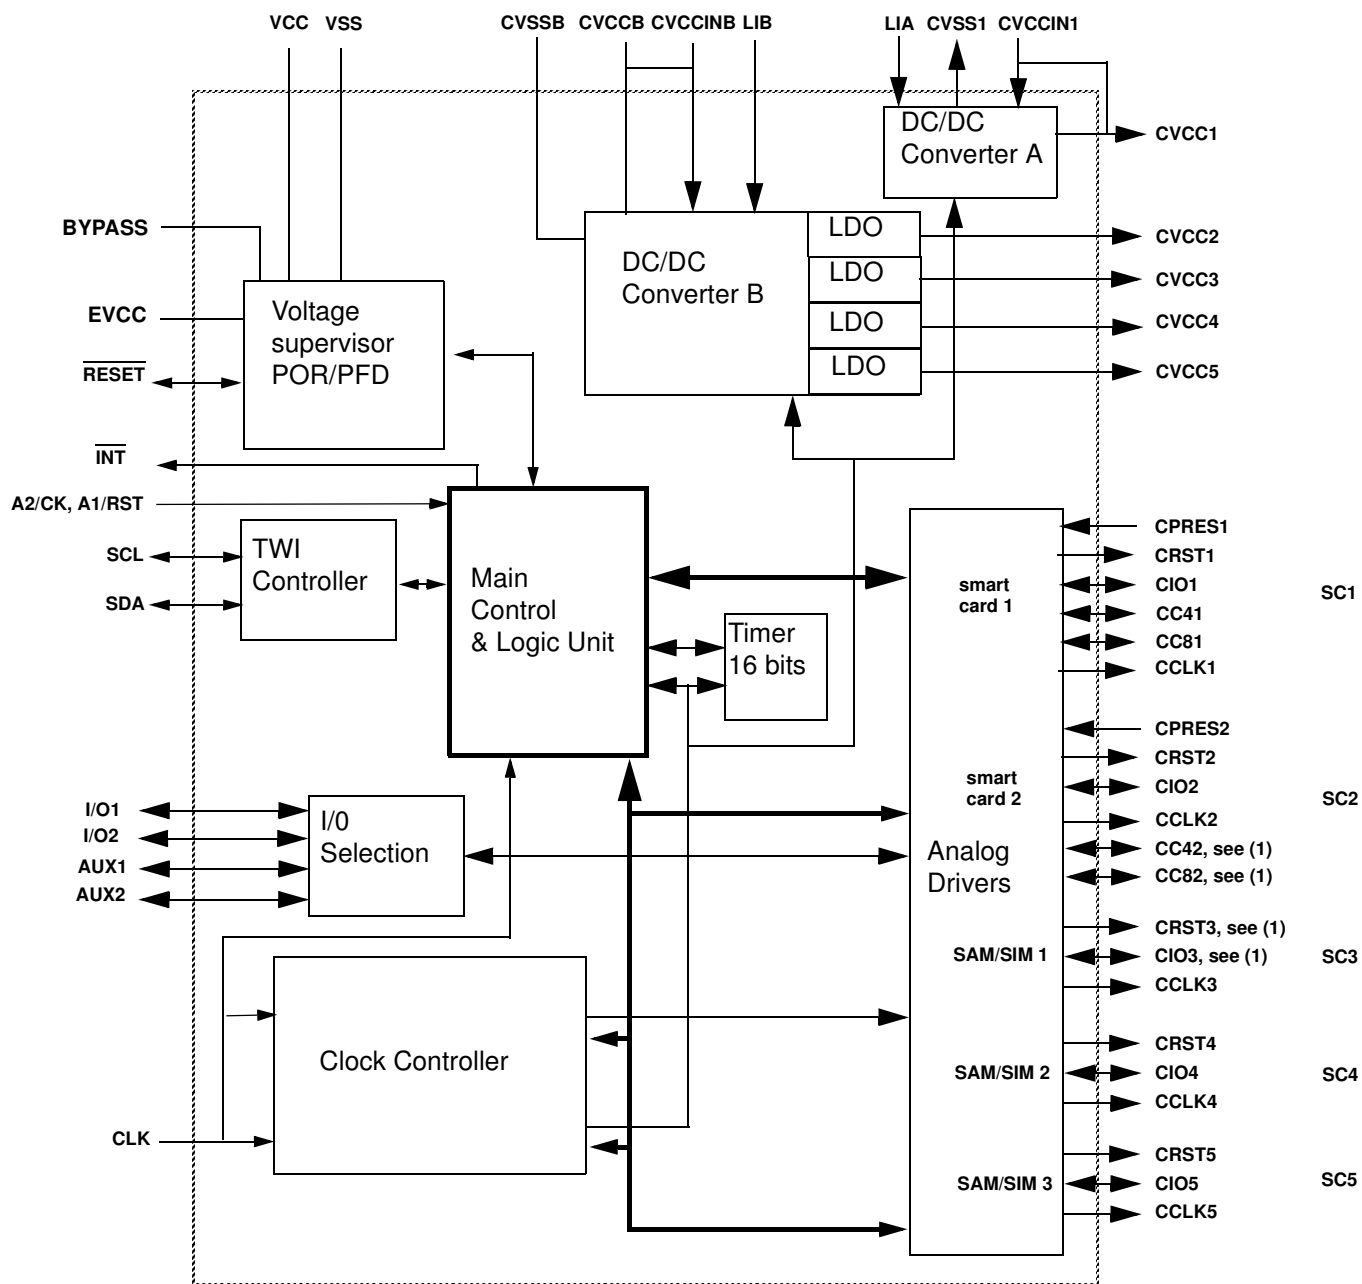 VCC VSS CVSSB CVCCB CVCCINB LIB LIA CVSS1 CVCCIN1
DC/DC
Converter A
CVCC1
BYPASS
EVCC
RESET
Voltage
supervisor
POR/PFD
DC/DC
Converter B
LDO
LDO
LDO
LDO
CVCC2
CVCC3
CVCC4
CVCC5
INT
A2/CK, A1/RST
SCL
SDA
TWI
Controller
Main
Control
& Logic Unit
Timer
16 bits
smart
card 1
CPRES1
CRST1
CIO1
CC41
CC81
CCLK1
SC1
smart
card 2
CPRES2
CRST2
CIO2
CCLK2
CC42, see (1)
CC82, see (1)
SC2
I/O1
I/O2
AUX1
AUX2
I/0
Selection
Analog
Drivers
SAM/SIM 1
CRST3, see (1)
CIO3, see (1)
CCLK3
SC3
Clock Controller
CLK
SAM/SIM 2
CRST4
CIO4
CCLK4
SC4
SAM/SIM 3
CRST5
CIO5
CCLK5
SC5